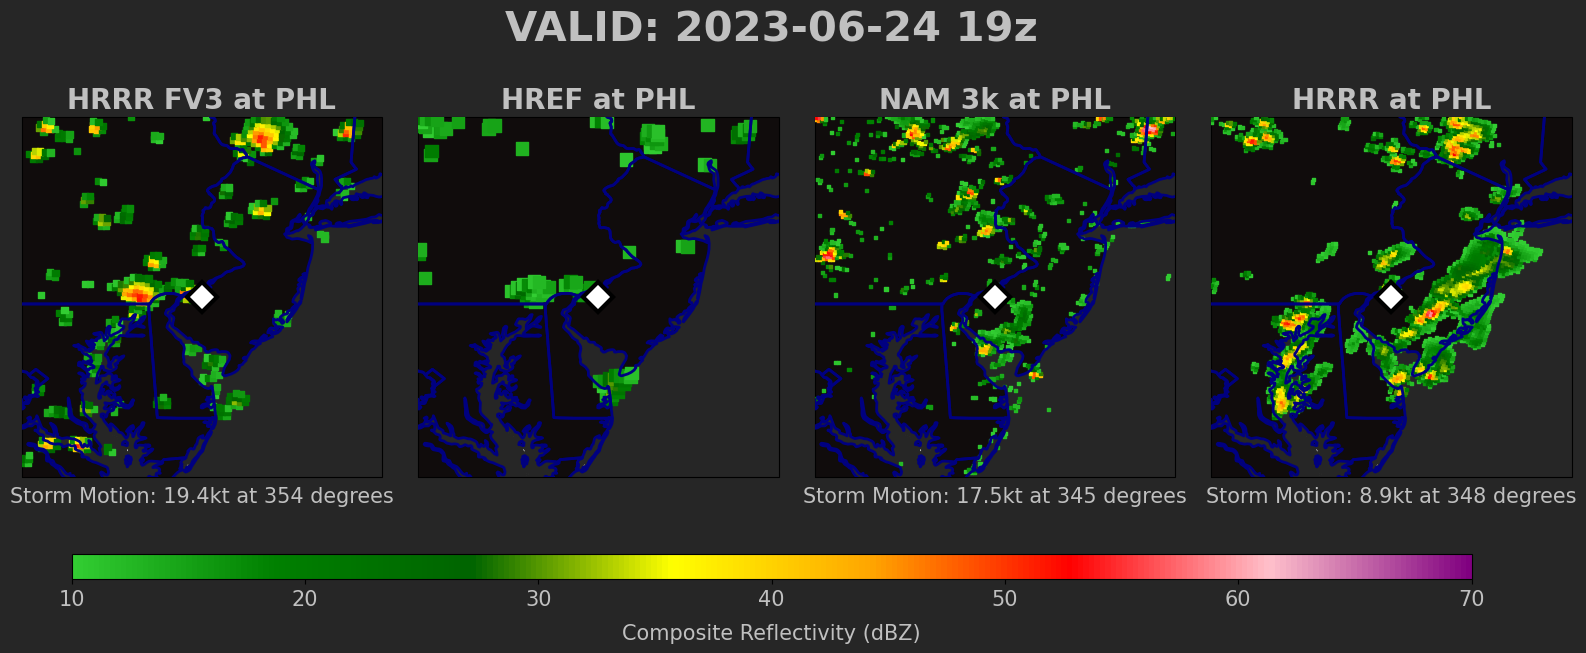 VALID: 2023-06-24 19z
HRRR FV3 at PHL
HREF at PHL
NAM 3k at PHL
HRRR at PHL
Storm Motion: 19.4kt at 354 degrees
Storm Motion: 17.5kt at 345 degrees
Storm Motion: 8.9kt at 348 degrees
10 20 30 40 50 60 70
Composite Reflectivity (dBZ)